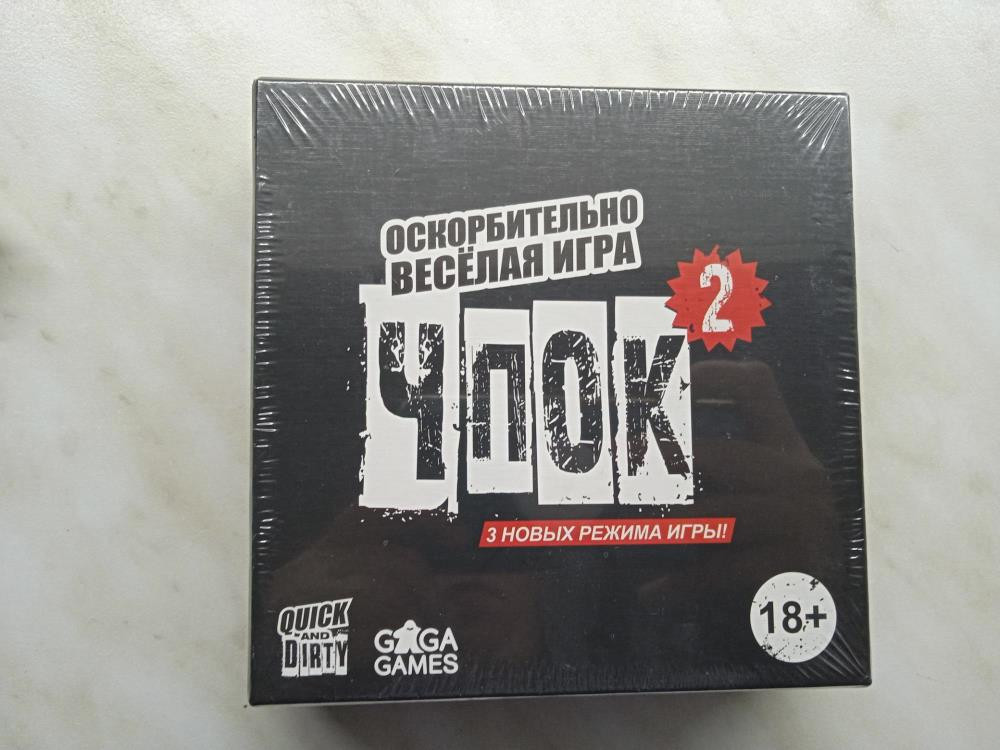 ОСКОРБИТЕЛЬНО
ВЕСЁЛАЯ ИГРА
ЧПОК
2
3 НОВЫХ РЕЖИМА ИГРЫ!
QUICK
AND
DIRTY
GAGA
GAMES
18+